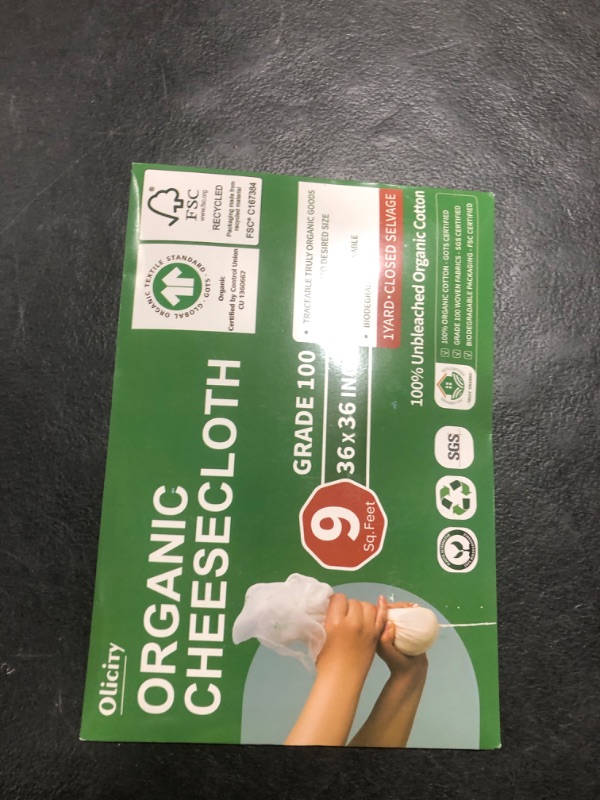 Olicity
ORGANIC
CHEESECLOTH
GLOBAL ORGANIC TEXTILE STANDARD · GOTS ·
Organic
Certified by Control Union
CU 1360667
FSC
www.fsc.org
RECYCLED
Packaging made from
recycled material
FSC® C167384
GRADE 100
36 x 36 IN
9
Sq. Feet
• TRACEABLE TRULY ORGANIC GOODS
DESIRED SIZE
• BIODEGRA
1YARD·CLOSED SELVAGE
100% Unbleached Organic Cotton
100% ORGANIC COTTON - GOTS CERTIFIED
GRADE 100 WOVEN FABRICS - SGS CERTIFIED
BIODEGRADABLE PACKAGING - FSC CERTIFIED
SGS